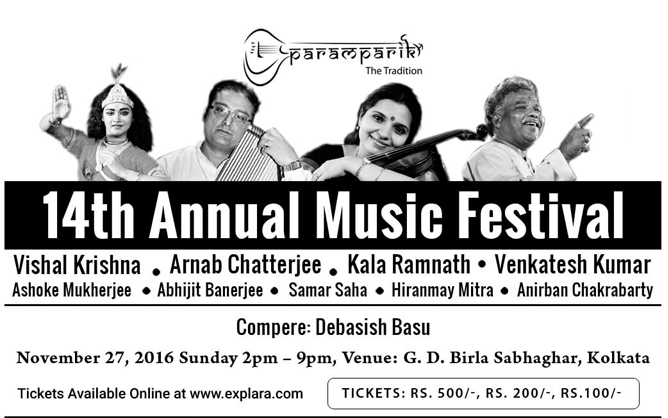 paramparik
The Tradition
14th Annual Music Festival
Vishal Krishna • Arnab Chatterjee • Kala Ramnath • Venkatesh Kumar
Ashoke Mukherjee • Abhijit Banerjee • Samar Saha • Hiranmay Mitra • Anirban Chakrabarty
Compere: Debasish Basu
November 27, 2016 Sunday 2pm – 9pm, Venue: G. D. Birla Sabhaghar, Kolkata
Tickets Available Online at www.explara.com
TICKETS: RS. 500/-, RS. 200/-, RS.100/-